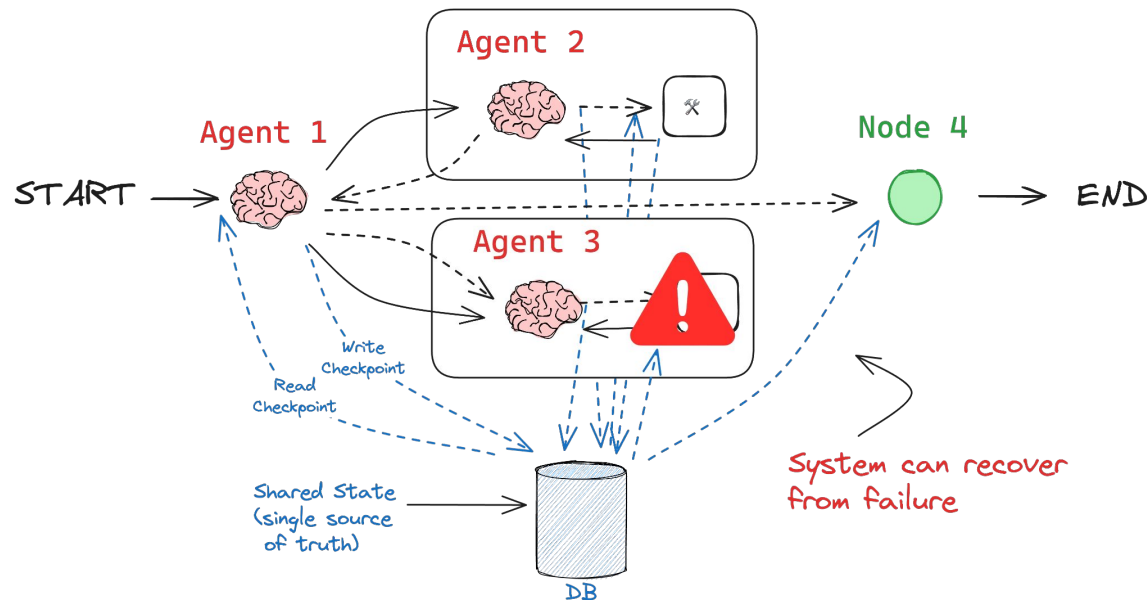 Agent 2
Agent 1
Node 4
START
END
Agent 3
!
Write
Checkpoint
Read
Checkpoint
System can recover
from failure
Shared State
(single source
of truth)
DB